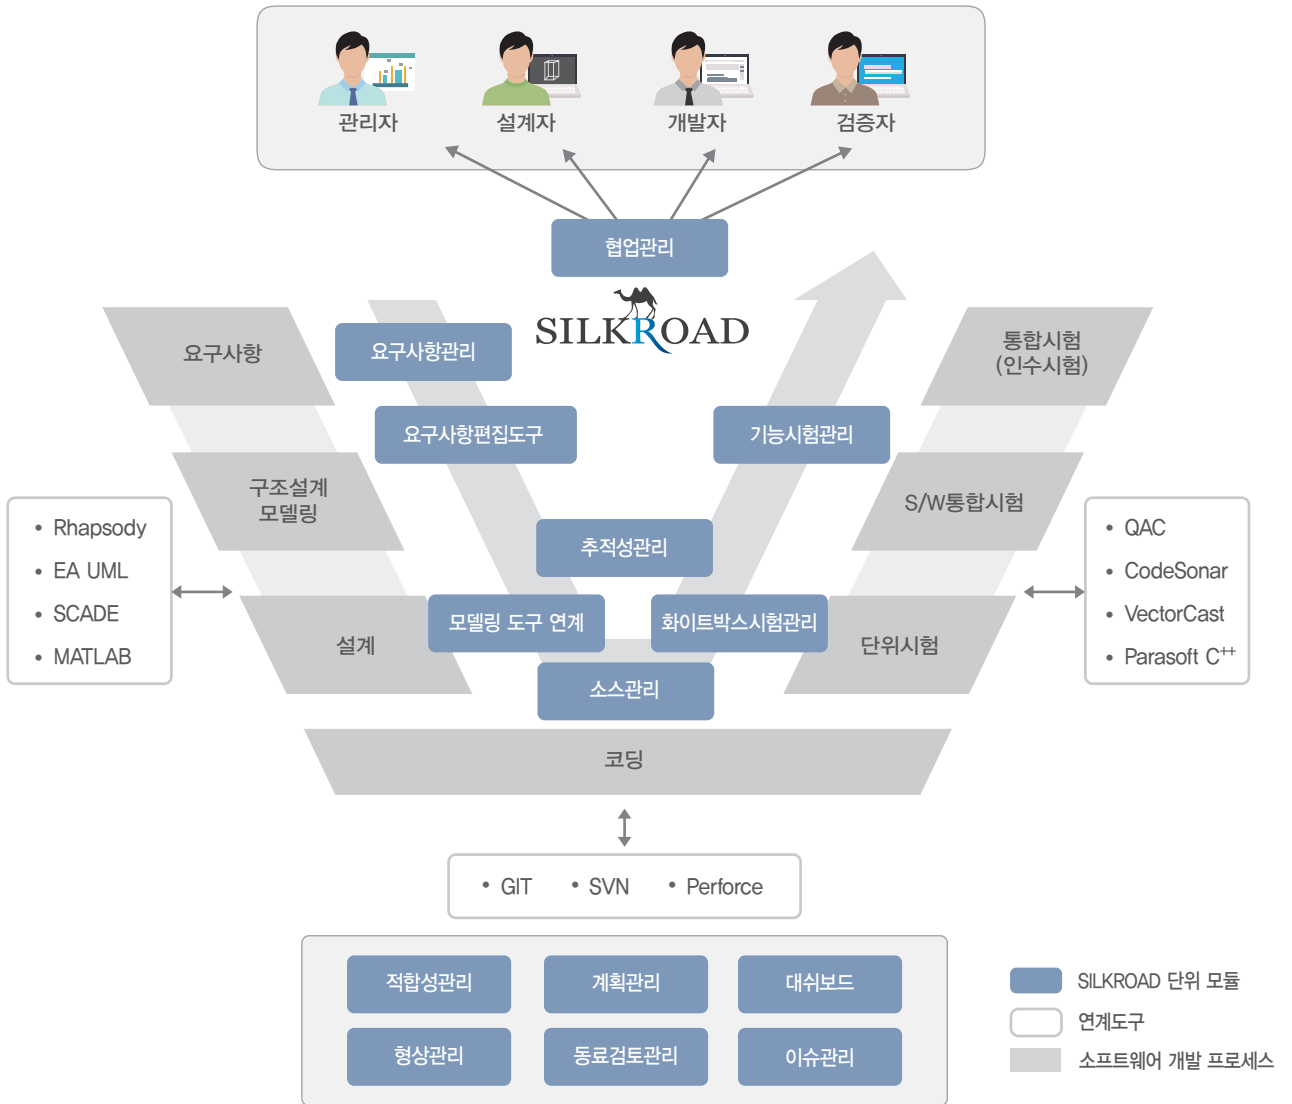 관리자
설계자
개발자
검증자
협업관리
SILKROAD
요구사항
요구사항관리
통합시험
(인수시험)
요구사항편집도구
기능시험관리
구조설계
모델링
S/W통합시험
• Rhapsody
• EA UML
• SCADE
• MATLAB
추적성관리
• QAC
• CodeSonar
• VectorCast
• Parasoft C++
설계
모델링 도구 연계
화이트박스시험관리
단위시험
소스관리
코딩
• GIT • SVN • Perforce
적합성관리
계획관리
대쉬보드
형상관리
동료검토관리
이슈관리
SILKROAD 단위 모듈
연계도구
소프트웨어 개발 프로세스